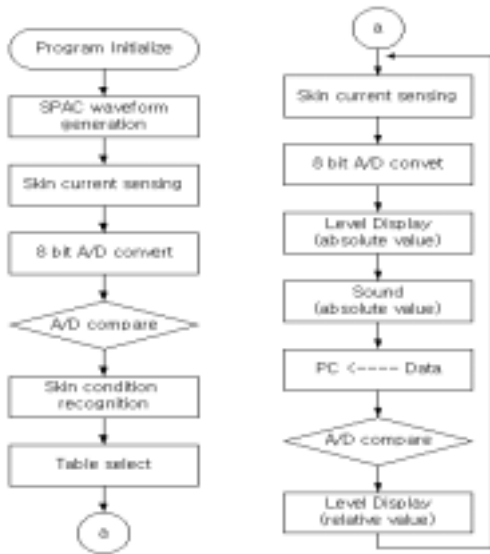 Program Initialize
SPAC waveform
generation
Skin current sensing
8 bit A/D convert
A/D compare
Skin condition
recognition
Table select
a
a
Skin current sensing
8 bit A/D convet
Level Display
(absolute value)
Sound
(absolute value)
PC <---- Data
A/D compare
Level Display
(relative value)